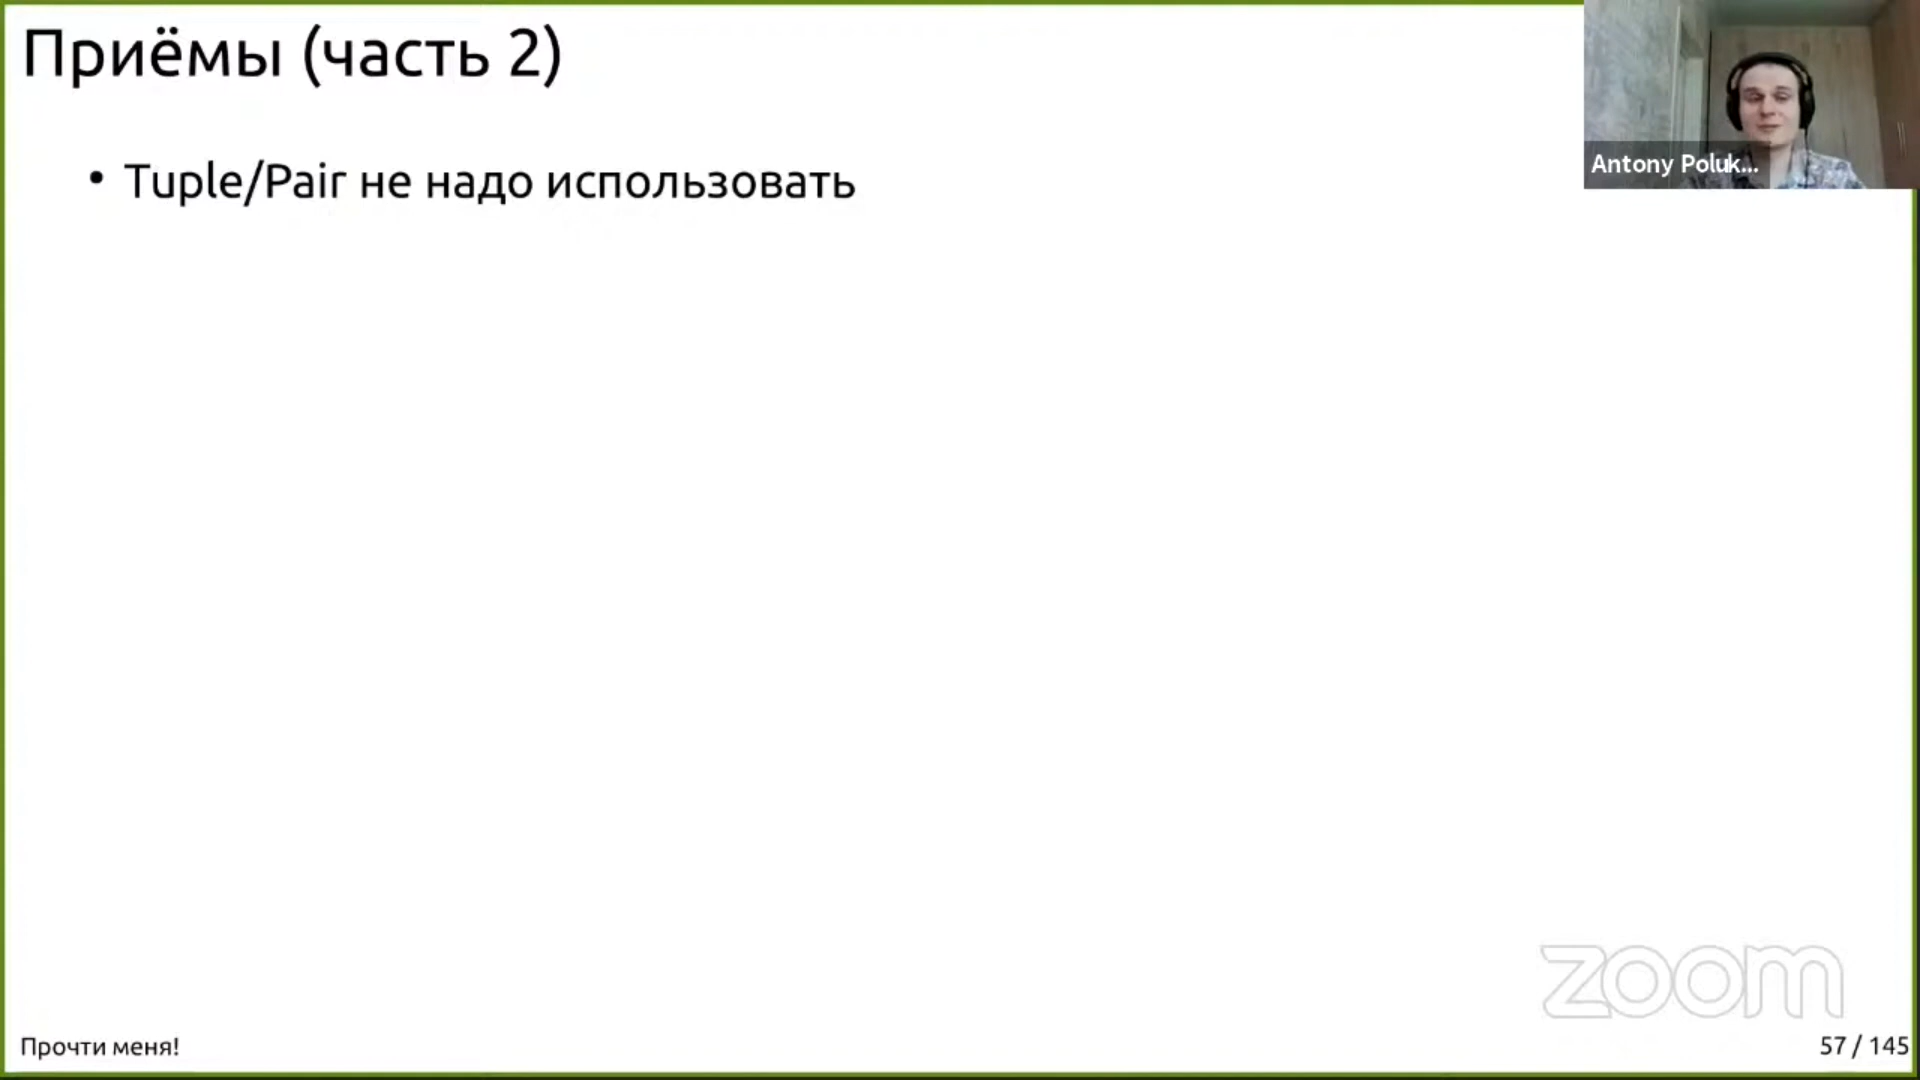 Приёмы (часть 2)
Antony Poluk...
• Tuple/Pair не надо использовать
zoom
Прочти меня!
57 / 145